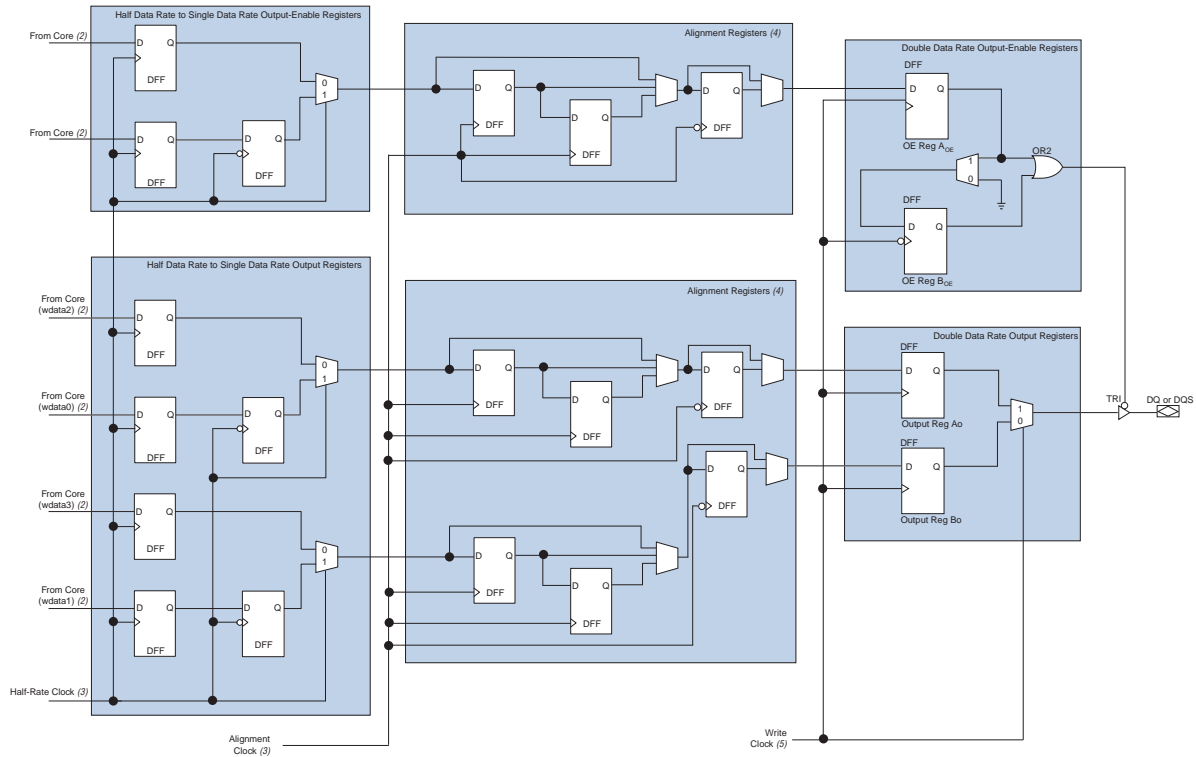 Half Data Rate to Single Data Rate Output-Enable Registers
From Core (2)
D Q
DFF
0
1
From Core (2)
D Q
DFF
D Q
DFF
Alignment Registers (4)
D Q
DFF
D Q
DFF
D Q
DFF
Double Data Rate Output-Enable Registers
DFF
D Q
OE Reg AOE
OR2
1
0
DFF
D Q
OE Reg BOE
Half Data Rate to Single Data Rate Output Registers
From Core
(wdata2) (2)
D Q
DFF
0
1
From Core
(wdata0) (2)
D Q
DFF
D Q
DFF
From Core
(wdata3) (2)
D Q
DFF
0
1
From Core
(wdata1) (2)
D Q
DFF
D Q
DFF
Half-Rate Clock (3)
Alignment Registers (4)
D Q
DFF
D Q
DFF
D Q
DFF
D Q
DFF
D Q
DFF
D Q
DFF
Alignment
Clock (3)
Double Data Rate Output Registers
DFF
D Q
Output Reg Ao
1
0
DFF
D Q
Output Reg Bo
TRI
DQ or DQS
Write
Clock (5)